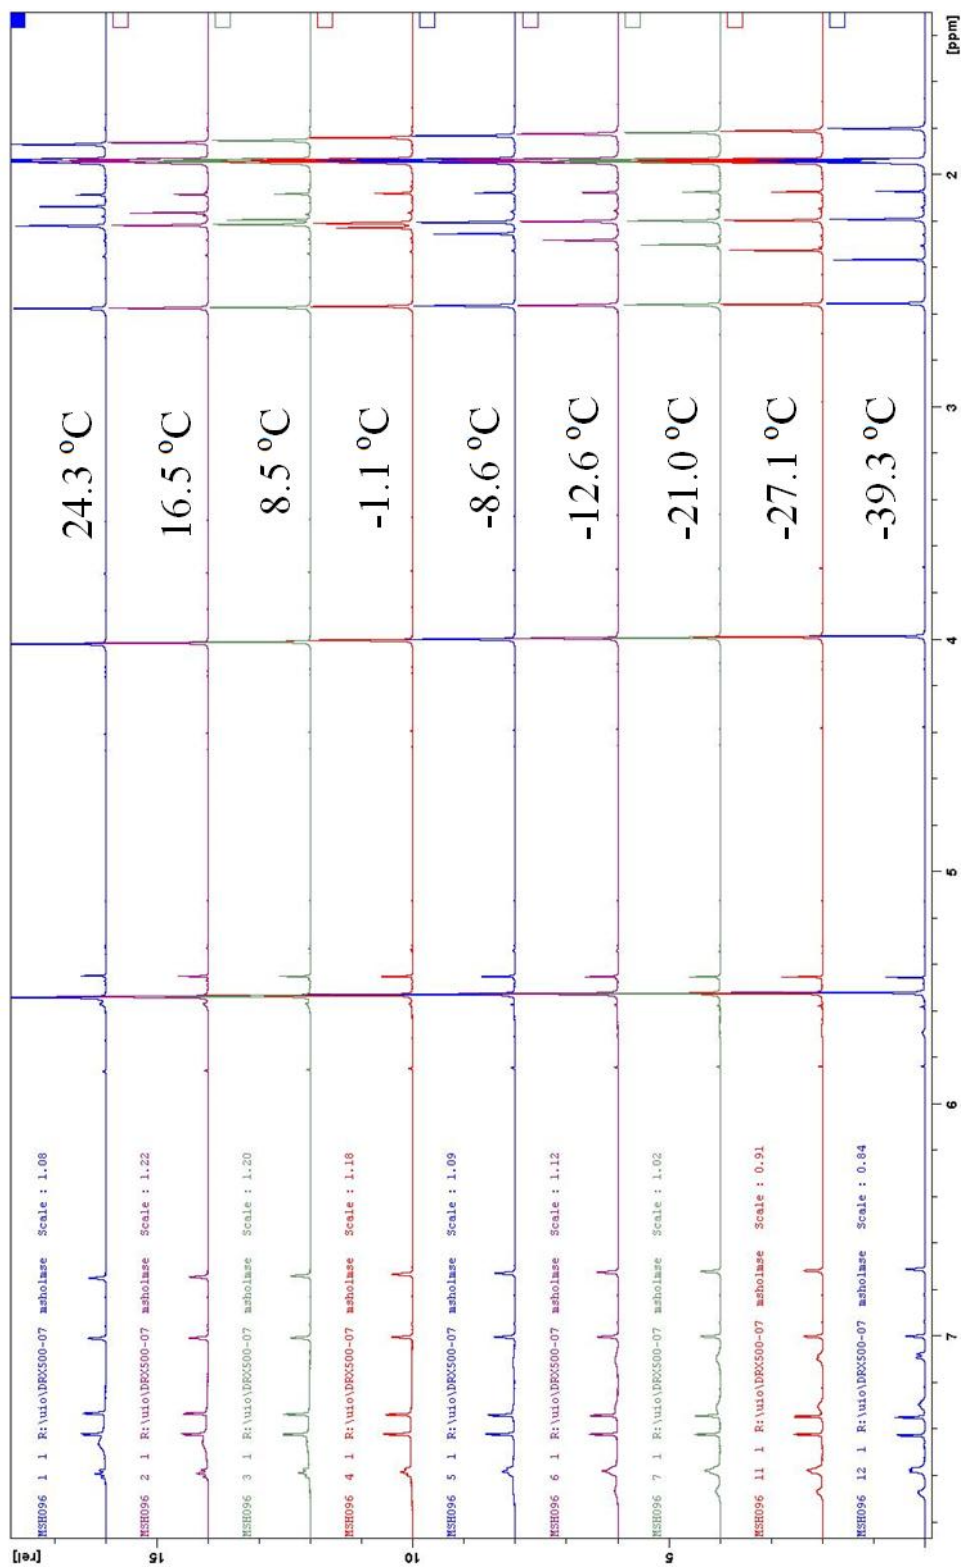 [rel]
MSH096 1 1 R:\uio\DRX500-07 msholmse Scale : 1.08
24.3 °C
MSH096 2 1 R:\uio\DRX500-07 msholmse Scale : 1.22
16.5 °C
15
MSH096 3 1 R:\uio\DRX500-07 msholmse Scale : 1.20
8.5 °C
MSH096 4 1 R:\uio\DRX500-07 msholmse Scale : 1.18
-1.1 °C
10
MSH096 5 1 R:\uio\DRX500-07 msholmse Scale : 1.09
-8.6 °C
MSH096 6 1 R:\uio\DRX500-07 msholmse Scale : 1.12
-12.6 °C
MSH096 7 1 R:\uio\DRX500-07 msholmse Scale : 1.02
-21.0 °C
5
MSH096 11 1 R:\uio\DRX500-07 msholmse Scale : 0.91
-27.1 °C
MSH096 12 1 R:\uio\DRX500-07 msholmse Scale : 0.84
-39.3 °C
7 6 5 4 3 2 [ppm]